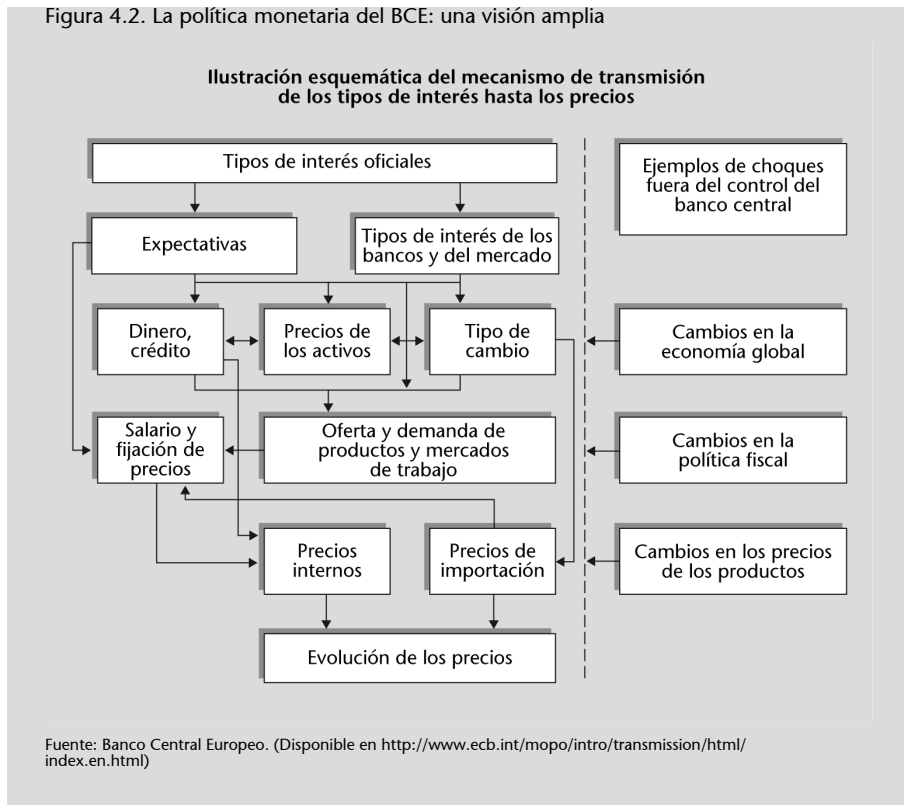 Figura 4.2. La política monetaria del BCE: una visión amplia
Ilustración esquemática del mecanismo de transmisión
de los tipos de interés hasta los precios
Tipos de interés oficiales
Ejemplos de choques
fuera del control del
banco central
Expectativas
Tipos de interés de los
bancos y del mercado
Dinero,
crédito
Precios de
los activos
Tipo de
cambio
Cambios en la
economía global
Salario y
fijación de
precios
Oferta y demanda de
productos y mercados
de trabajo
Cambios en la
política fiscal
Precios
internos
Precios de
importación
Cambios en los precios
de los productos
Evolución de los precios
Fuente: Banco Central Europeo. (Disponible en http://www.ecb.int/mopo/intro/transmission/html/
index.en.html)